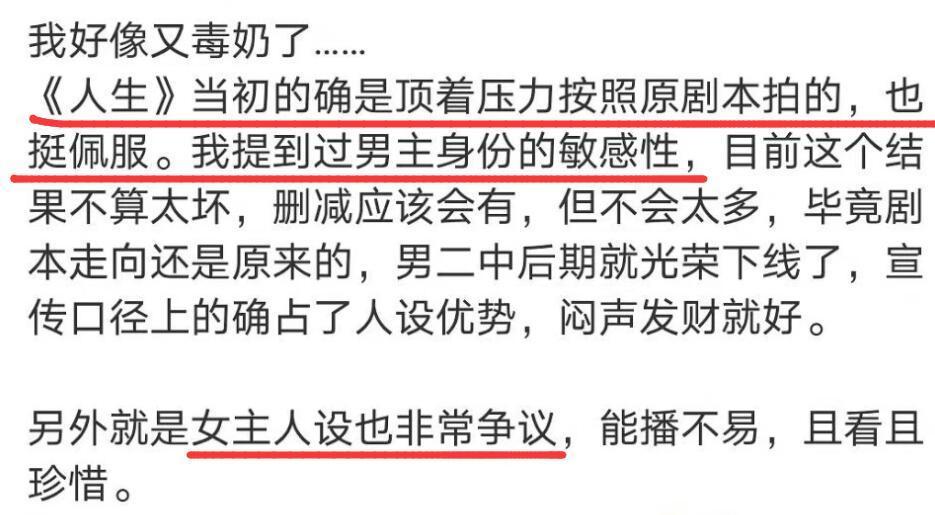 我好像又毒奶了......
《人生》当初的确是顶着压力按照原剧本拍的，也
挺佩服。我提到过男主身份的敏感性，目前这个结
果不算太坏，删减应该会有，但不会太多，毕竟剧
本走向还是原来的，男二中后期就光荣下线了，宣
传口径上的确占了人设优势，闷声发财就好。
另外就是女主人设也非常争议，能播不易，且看且
珍惜。